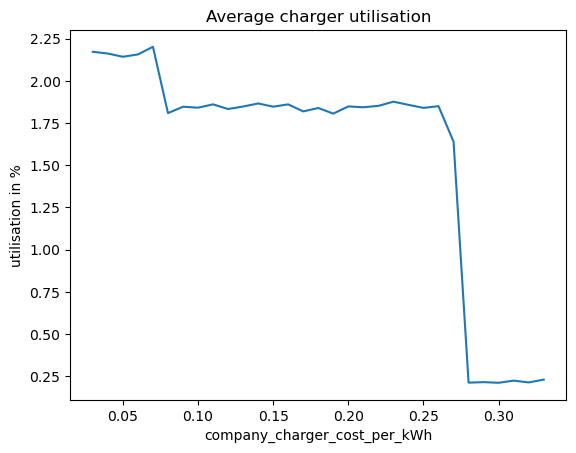 Average charger utilisation
utilisation in %
2.25
2.00
1.75
1.50
1.25
1.00
0.75
0.50
0.25
0.05 0.10 0.15 0.20 0.25 0.30
company_charger_cost_per_kWh